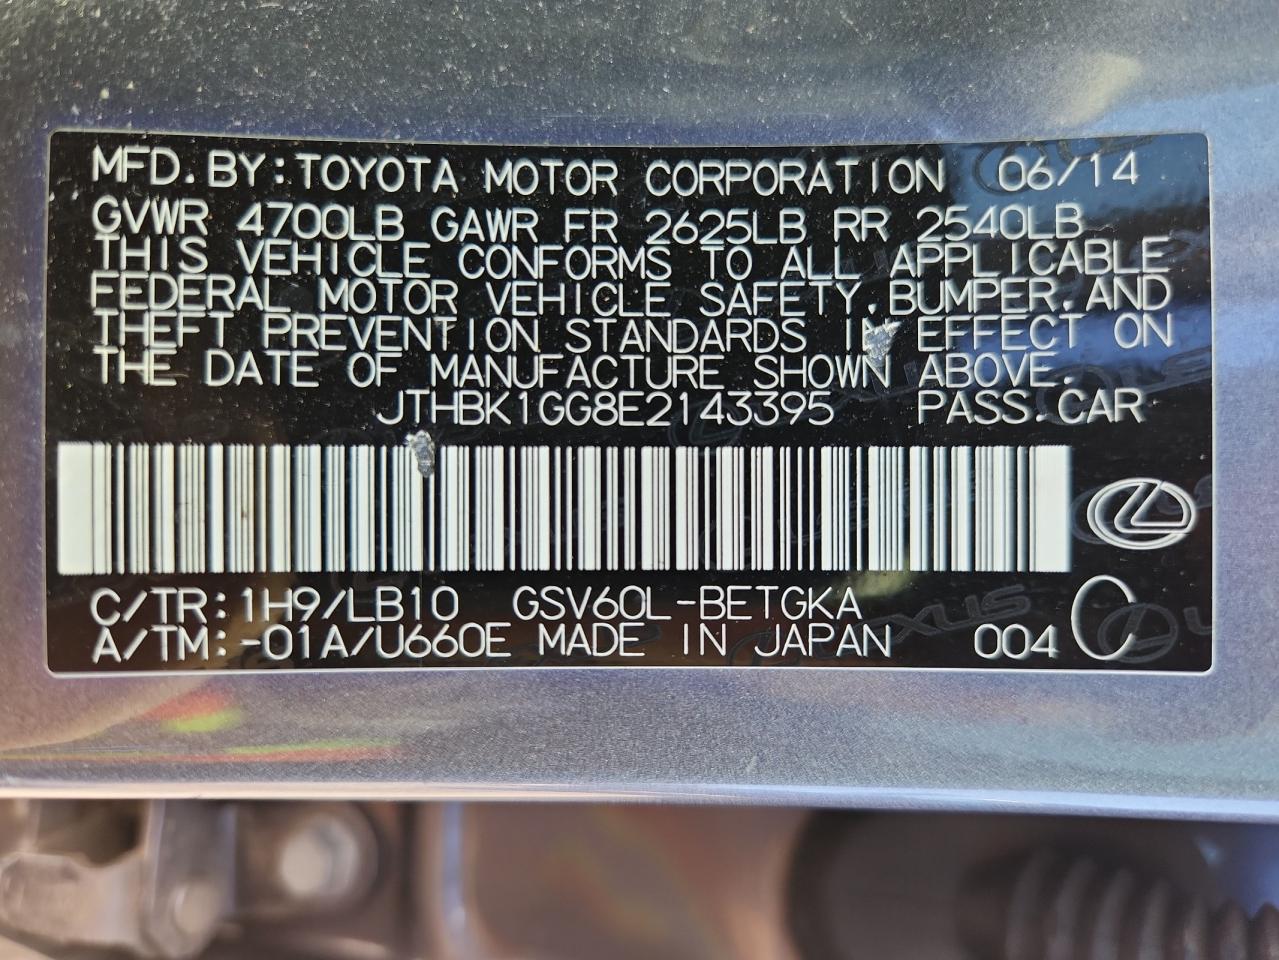 MFD.BY:TOYOTA MOTOR CORPORATION 06/14
GVWR 4700LB GAWR FR 2625LB RR 2540LB
THIS VEHICLE CONFORMS TO ALL APPLICABLE
FEDERAL MOTOR VEHICLE SAFETY,BUMPER,AND
THEFT PREVENTION STANDARDS IN EFFECT ON
THE DATE OF MANUFACTURE SHOWN ABOVE.
JTHBK1GG8E2143395 PASS.CAR
C/TR:1H9/LB10 GSV60L-BETGKA
A/TM:-01A/U660E MADE IN JAPAN 004 C